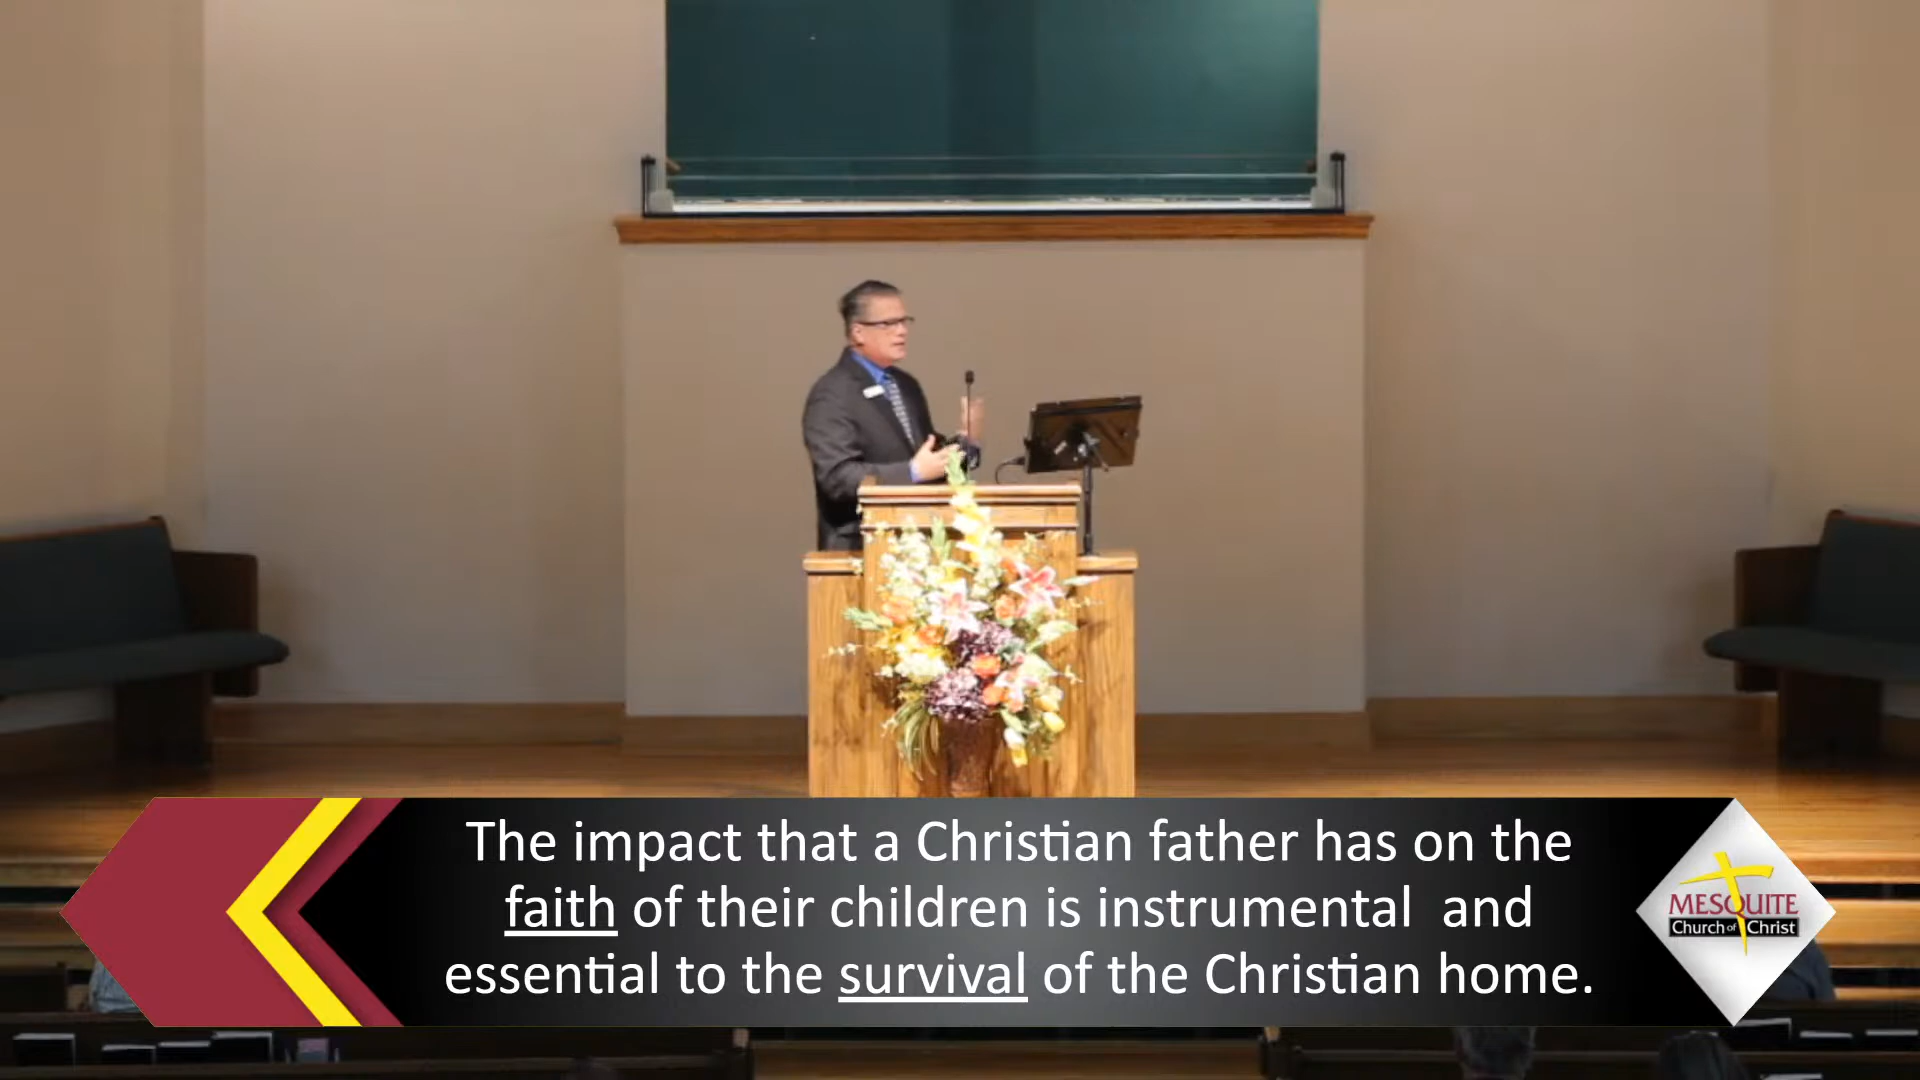 The impact that a Christian father has on the
faith of their children is instrumental  and
essential to the survival of the Christian home.
MESQUITE
Church of Christ